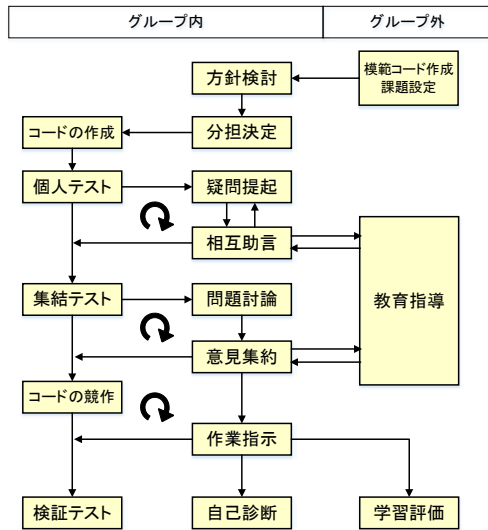 グループ内
グループ外
方針検討
模範コード作成
課題設定
コードの作成
分担決定
個人テスト
疑問提起
相互助言
教育指導
集結テスト
問題討論
意見集約
コードの競作
作業指示
検証テスト
自己診断
学習評価